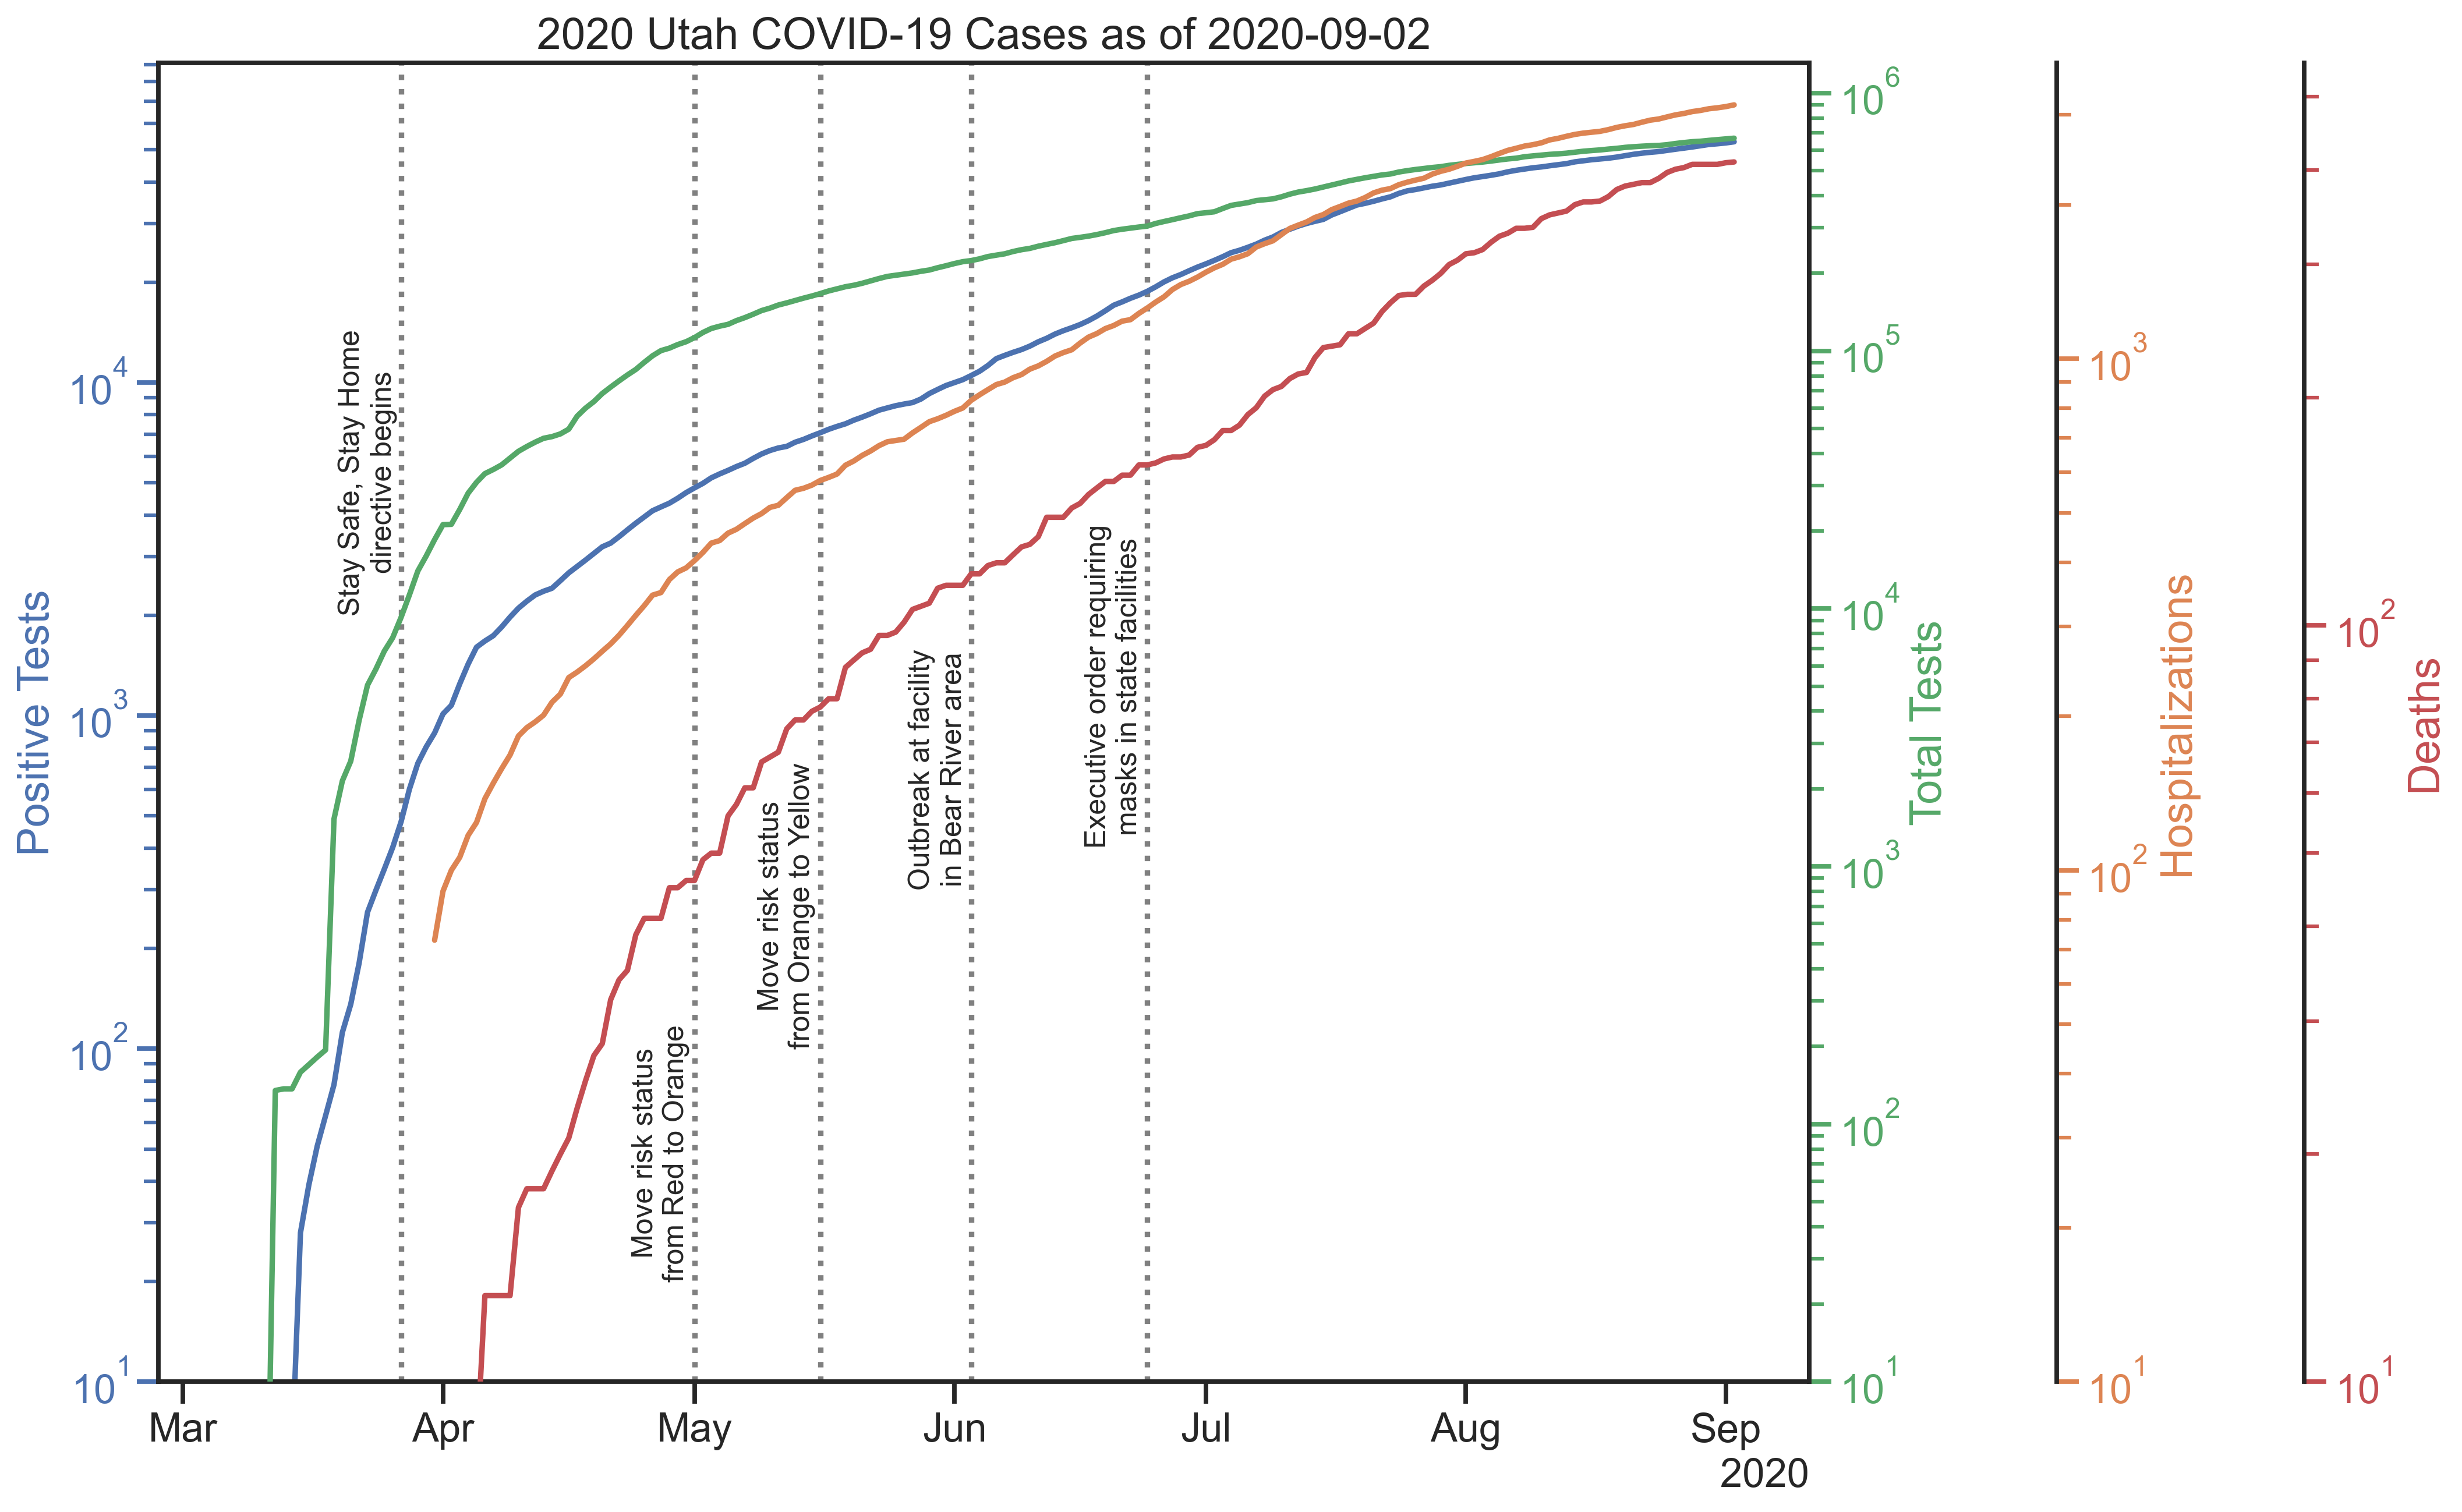 2020 Utah COVID-19 Cases as of 2020-09-02
Positive Tests
10^4
10^3
10^2
10^1
Stay Safe, Stay Home
directive begins
Move risk status
from Red to Orange
Move risk status
from Orange to Yellow
Outbreak at facility
in Bear River area
Executive order requiring
masks in state facilities
10^6
10^5
10^4
10^3
10^2
10^1
Total Tests
10^3
10^2
10^1
Hospitalizations
10^2
10^1
Deaths
Mar Apr May Jun Jul Aug Sep
2020